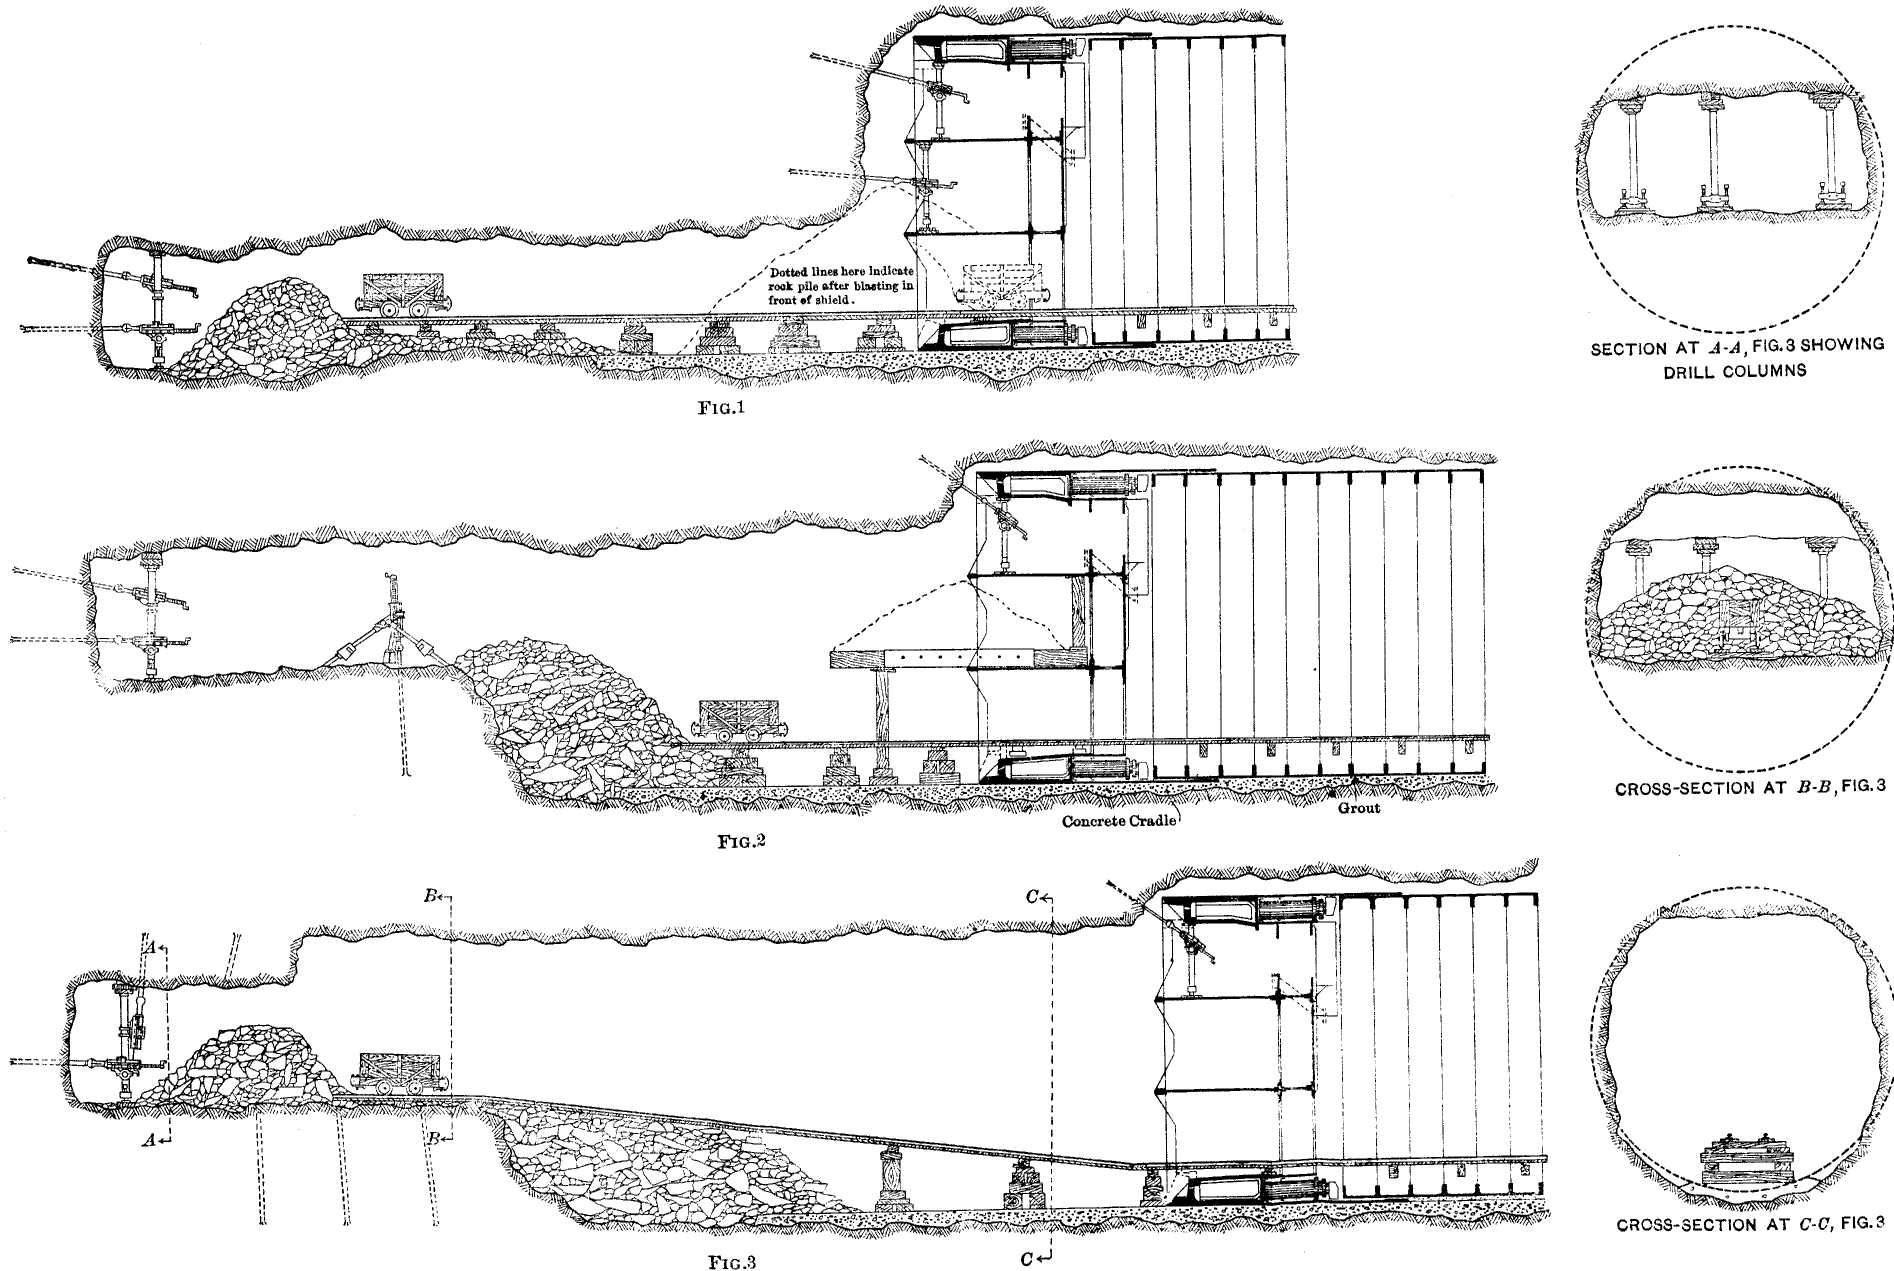 Dotted lines here indicate
rock pile after blasting in
front of shield.
FIG.1
SECTION AT A-A, FIG.3 SHOWING
DRILL COLUMNS
Grout
Concrete Cradle
FIG.2
CROSS-SECTION AT B-B, FIG.3
B
C
A
A
B
C
FIG.3
CROSS-SECTION AT C-C, FIG.3